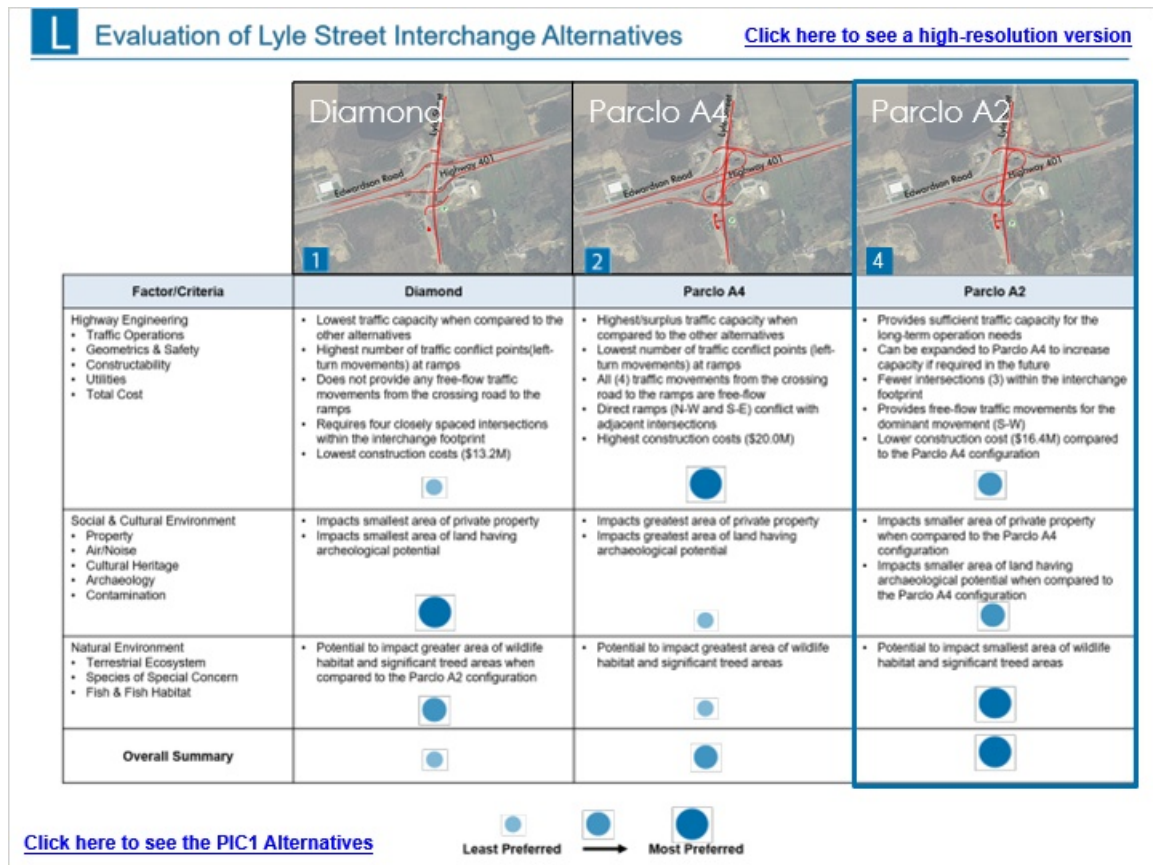 L Evaluation of Lyle Street Interchange Alternatives
Click here to see a high-resolution version
Diamond
Lyle Rd
Edwardson Road
Highway 401
1
Parclo A4
Edwardson Road
Highway 401
2
Parclo A2
Edwardson Road
Highway 401
4
Factor/Criteria
Diamond
Parclo A4
Parclo A2
Highway Engineering
• Traffic Operations
• Geometrics & Safety
• Constructability
• Utilities
• Total Cost
• Lowest traffic capacity when compared to the
other alternatives
• Highest number of traffic conflict points(left-
turn movements) at ramps
• Does not provide any free-flow traffic
movements from the crossing road to the
ramps
• Requires four closely spaced intersections
within the interchange footprint
• Lowest construction costs ($13.2M)
• Highest/surplus traffic capacity when
compared to the other alternatives
• Lowest number of traffic conflict points (left-
turn movements) at ramps
• All (4) traffic movements from the crossing
road to the ramps are free-flow
• Direct ramps (N-W and S-E) conflict with
adjacent intersections
• Highest construction costs ($20.0M)
• Provides sufficient traffic capacity for the
long-term operation needs
• Can be expanded to Parclo A4 to increase
capacity if required in the future
• Fewer intersections (3) within the interchange
footprint
• Provides free-flow traffic movements for the
dominant movement (S-W)
• Lower construction cost ($16.4M) compared
to the Parclo A4 configuration
Social & Cultural Environment
• Property
• Air/Noise
• Cultural Heritage
• Archaeology
• Contamination
• Impacts smallest area of private property
• Impacts smallest area of land having
archeological potential
• Impacts greatest area of private property
• Impacts greatest area of land having
archaeological potential
• Impacts smaller area of private property
when compared to the Parclo A4
configuration
• Impacts smaller area of land having
archaeological potential when compared to
the Parclo A4 configuration
Natural Environment
• Terrestrial Ecosystem
• Species of Special Concern
• Fish & Fish Habitat
• Potential to impact greater area of wildlife
habitat and significant treed areas when
compared to the Parclo A2 configuration
• Potential to impact greatest area of wildlife
habitat and significant treed areas
• Potential to impact smallest area of wildlife
habitat and significant treed areas
Overall Summary
Click here to see the PIC1 Alternatives
Least Preferred
Most Preferred